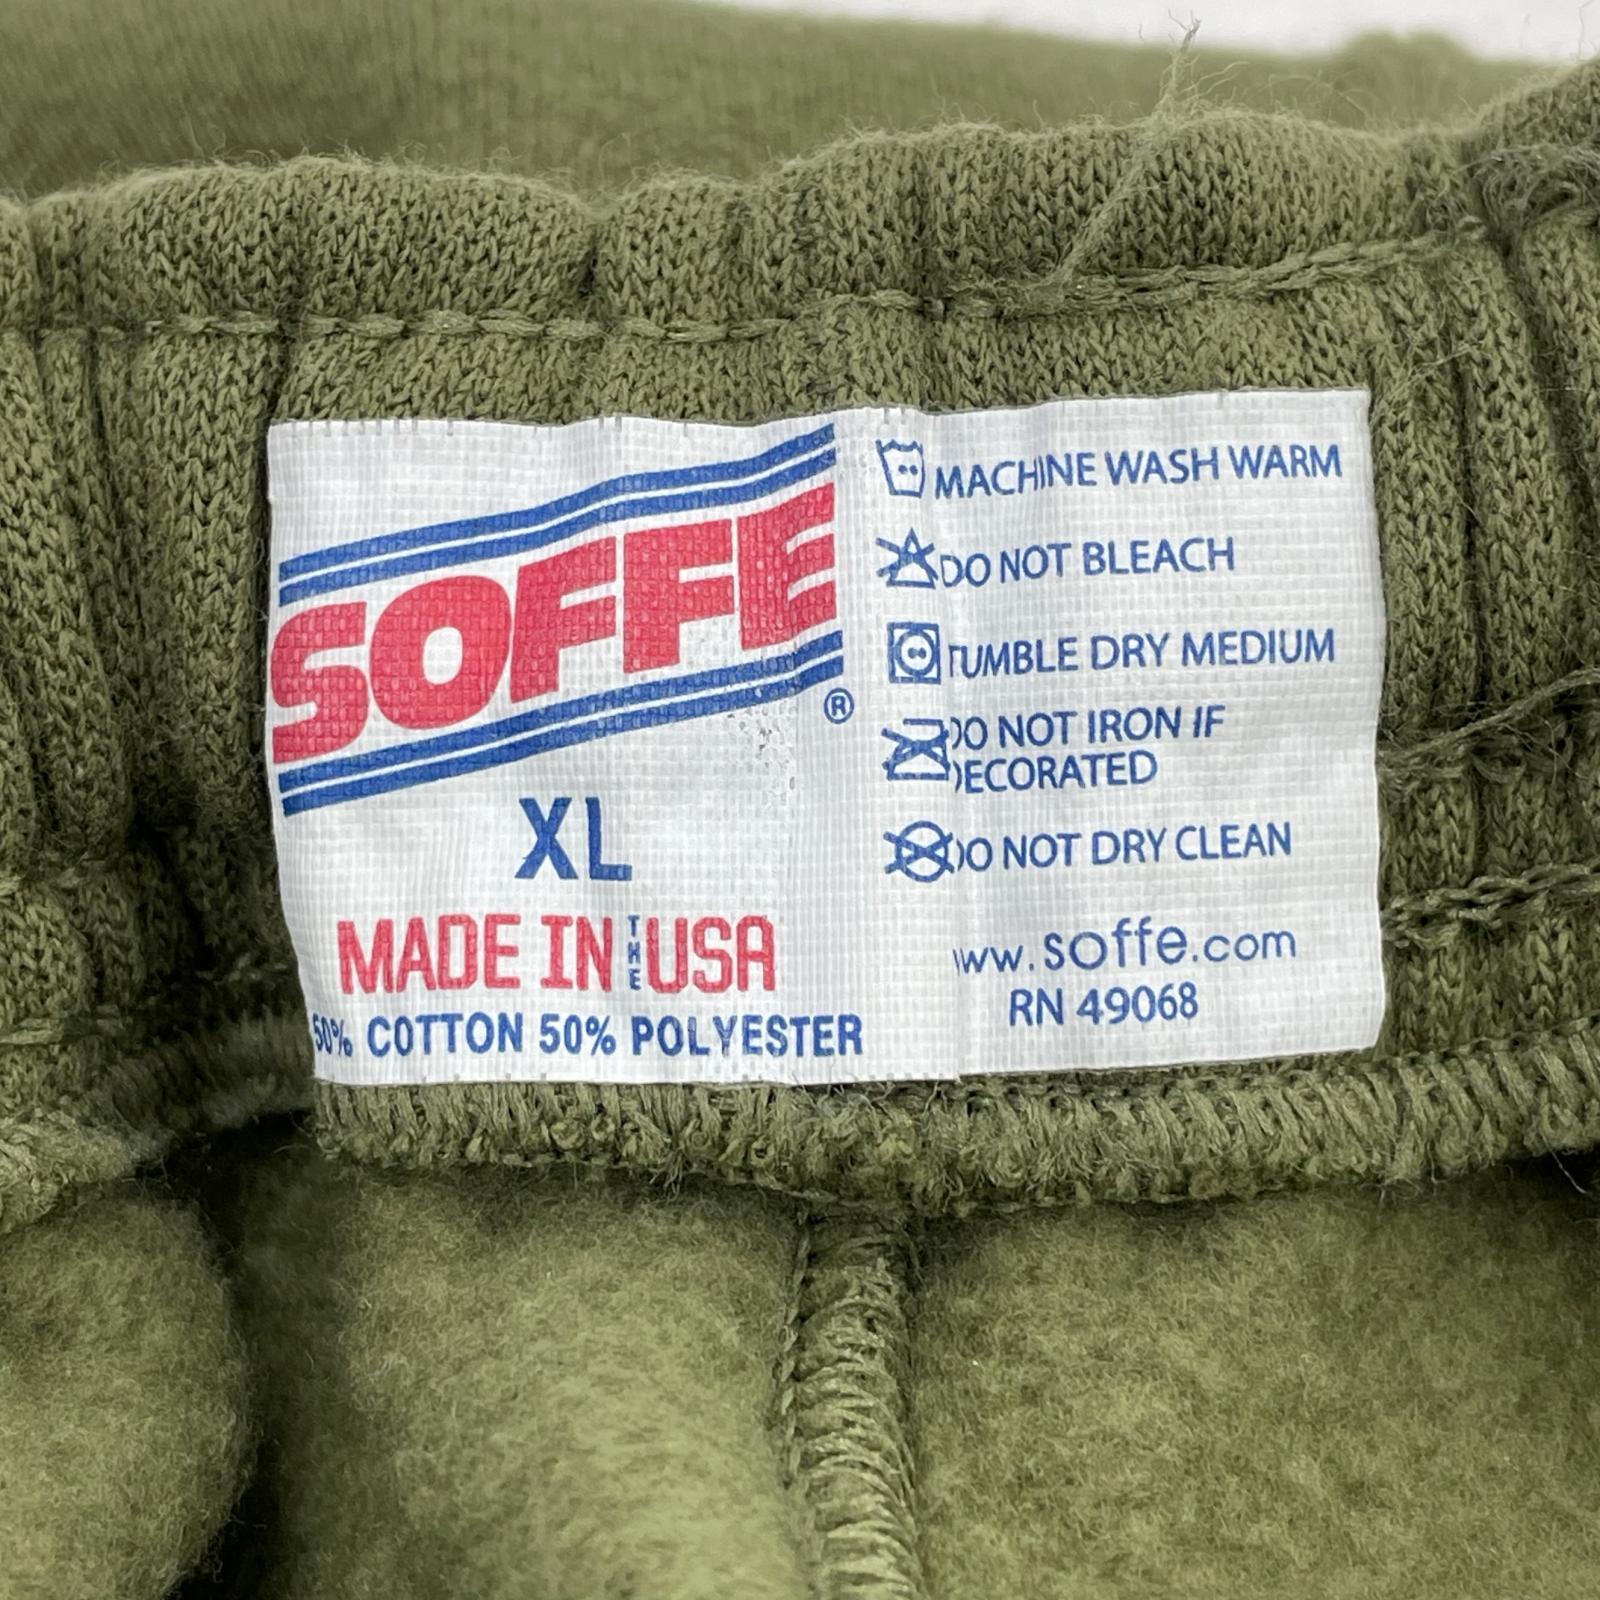 SOFFE
®
XL
MADE IN THE USA
50% COTTON 50% POLYESTER
MACHINE WASH WARM
DO NOT BLEACH
TUMBLE DRY MEDIUM
DO NOT IRON IF
DECORATED
DO NOT DRY CLEAN
www.soffe.com
RN 49068